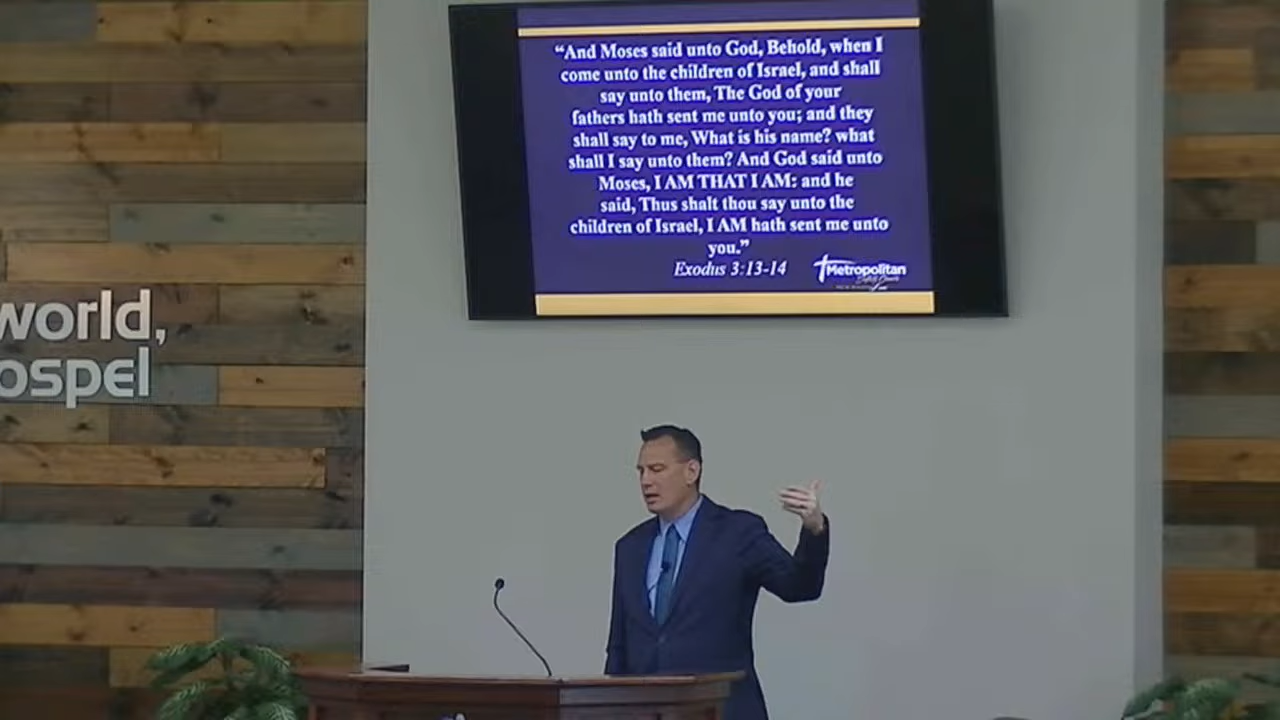 “And Moses said unto God, Behold, when I
come unto the children of Israel, and shall
say unto them, The God of your
fathers hath sent me unto you; and they
shall say to me, What is his name? what
shall I say unto them? And God said unto
Moses, I AM THAT I AM: and he
said, Thus shalt thou say unto the
children of Israel, I AM hath sent me unto
you.”
Exodus 3:13-14
Metropolitan
world,
ospel